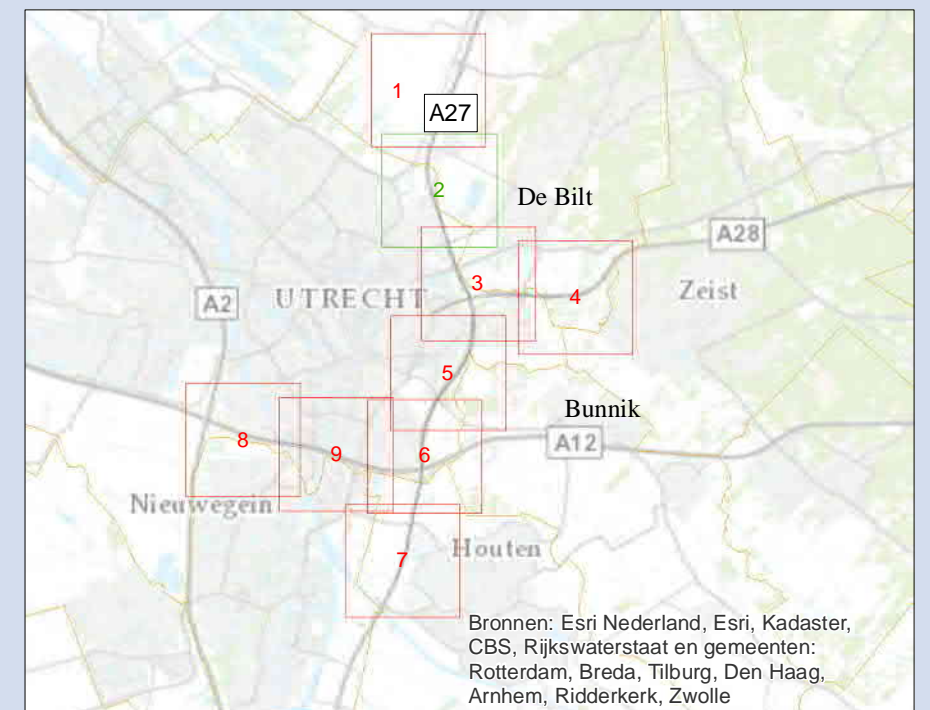 1
A27
2
De Bilt
A28
3
4
Zeist
A2
UTRECHT
5
Bunnik
8
9
6
A12
Nieuwegein
Houten
7
Bronnen: Esri Nederland, Esri, Kadaster,
CBS, Rijkswaterstaat en gemeenten:
Rotterdam, Breda, Tilburg, Den Haag,
Arnhem, Ridderkerk, Zwolle